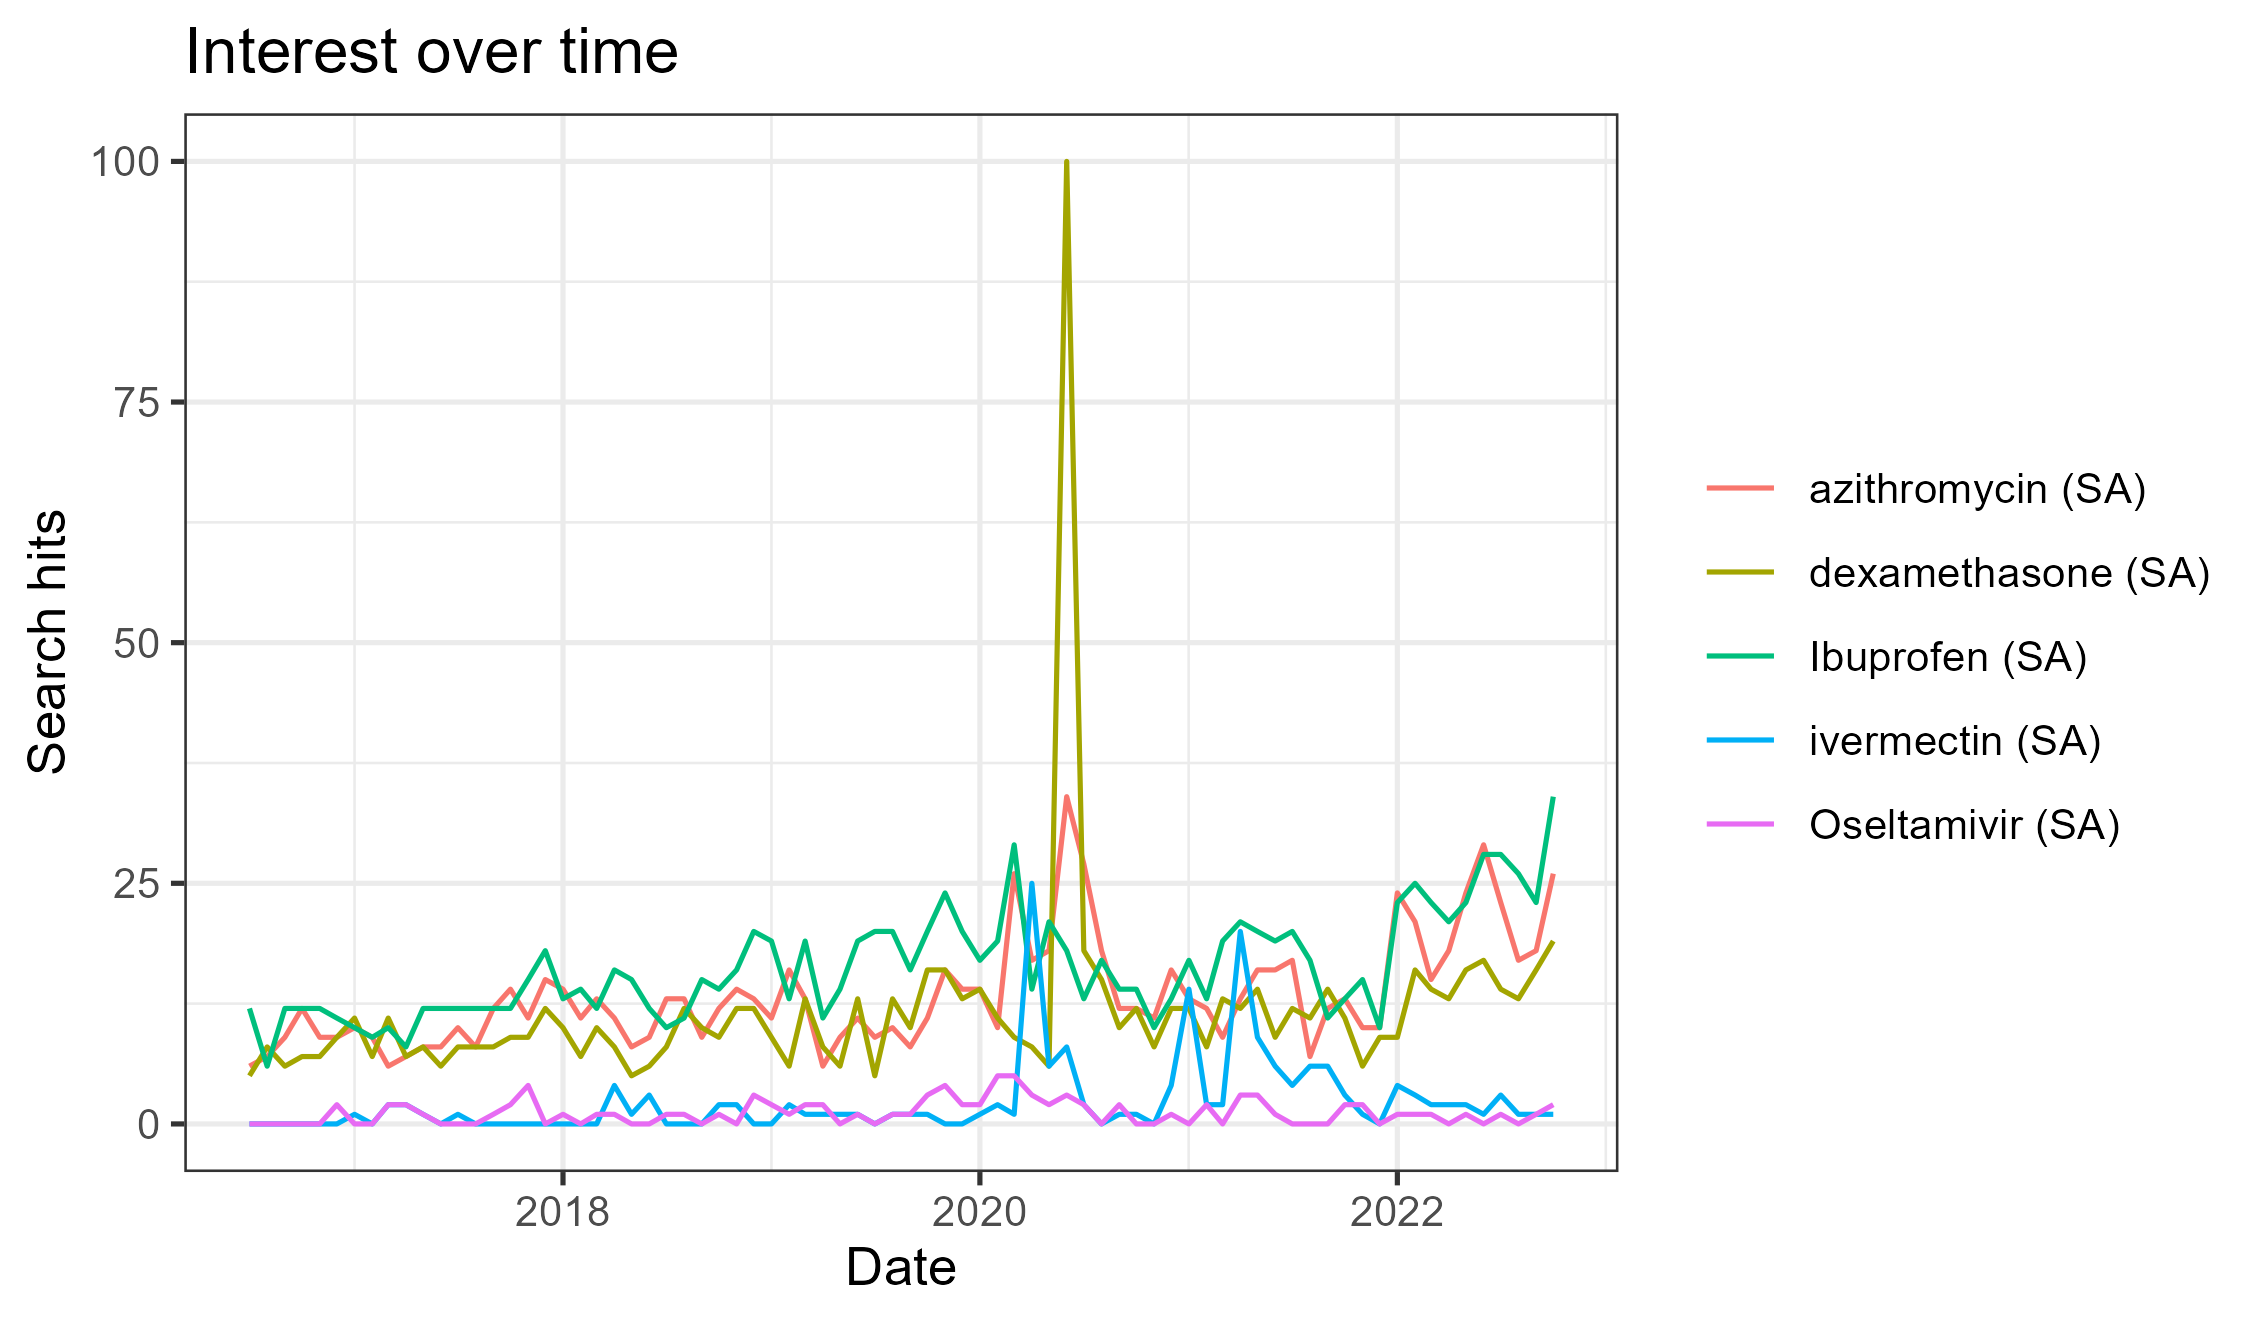 Interest over time
100
75
50
25
0
Search hits
2018
2020
2022
Date
azithromycin (SA)
dexamethasone (SA)
Ibuprofen (SA)
ivermectin (SA)
Oseltamivir (SA)